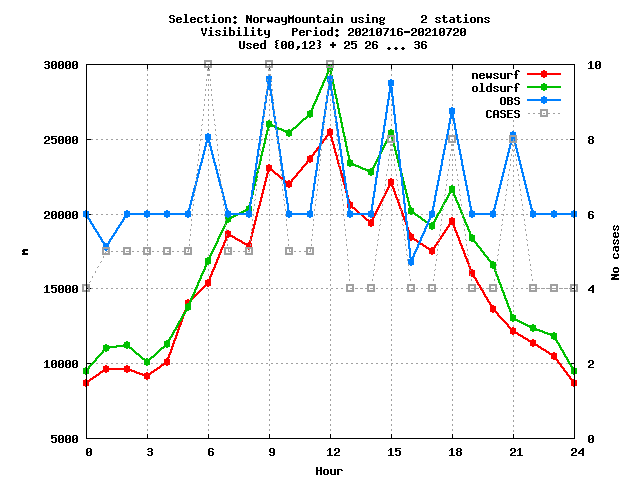 Selection: NorwayMountain using     2 stations
Visibility   Period: 20210716-20210720
Used {00,12} + 25 26 ... 36
30000
25000
20000
15000
10000
5000
m
10
8
6
4
2
0
No cases
newsurf
oldsurf
OBS
CASES
0 3 6 9 12 15 18 21 24
Hour